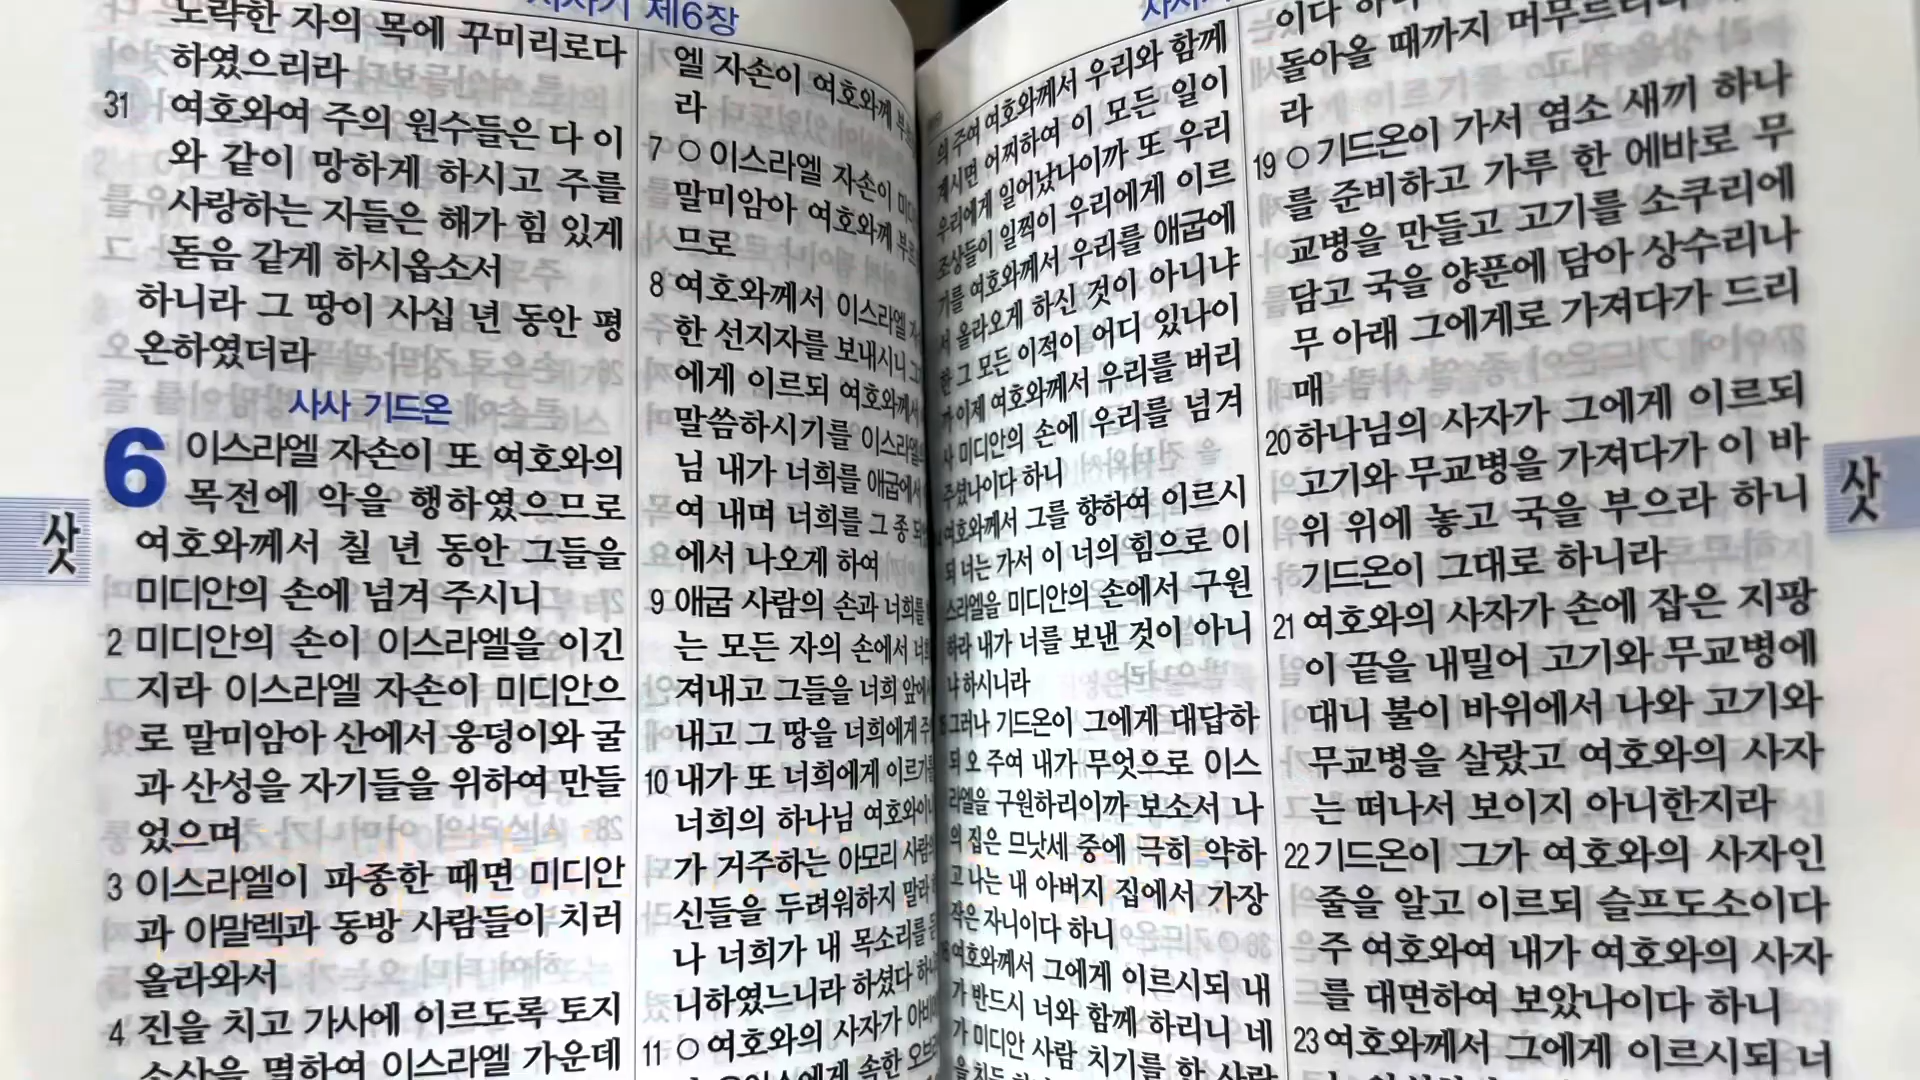 제6장
노략한 자의 목에 꾸미리로다
하였으리라
31 여호와여 주의 원수들은 다 이
와 같이 망하게 하시고 주를
사랑하는 자들은 해가 힘 있게
돋음 같게 하시옵소서
하니라 그 땅이 사십 년 동안 평
온하였더라
사사 기드온
6 이스라엘 자손이 또 여호와의
목전에 악을 행하였으므로
여호와께서 칠 년 동안 그들을
미디안의 손에 넘겨 주시니
2 미디안의 손이 이스라엘을 이긴
지라 이스라엘 자손이 미디안으
로 말미암아 산에서 웅덩이와 굴
과 산성을 자기들을 위하여 만들
었으며
3 이스라엘이 파종한 때면 미디안
과 아말렉과 동방 사람들이 치러
올라와서
4 진을 치고 가사에 이르도록 토지
소산을 멸하여 이스라엘 가운데
삿
엘 자손이 여호와께
라
7 ○ 이스라엘 자손이
말미암아 여호와께
므로
8 여호와께서 이스라엘
한 선지자를 보내시니
에게 이르되 여호와께서
말씀하시기를
님 내가 너희를 애굽에서
여 내며 너희를 그 종
에서 나오게 하여
9 애굽 사람의 손과 너희를
는 모든 자의 손에서
져내고 그들을 너희 앞에서
내고 그 땅을 너희에게
10 내가 또 너희에게 이르기를
너희의 하나님 여호와이니
가 거주하는 아모리 사람의
신들을 두려워하지 말라
나 너희가 내 목소리를
니하였느니라 하셨다
11 ○ 여호와의 사자가
에게 속한
의 주여 여호와께서 우리와 함께
계시면 어찌하여 이 모든 일이
우리에게 일어났나이까 또 우리
조상들이 일찍이 우리에게 이르
기를 여호와께서 우리를 애굽에
서 올라오게 하신 것이 아니냐
한 그 모든 이적이 어디 있나이
까 이제 여호와께서 우리를 버리
사 미디안의 손에 우리를 넘겨
주셨나이다 하니
여호와께서 그를 향하여 이르시
되 너는 가서 이 너의 힘으로 이
스라엘을 미디안의 손에서 구원
하라 내가 너를 보낸 것이 아니
냐 하시니라
그러나 기드온이 그에게 대답하
되 오 주여 내가 무엇으로 이스
라엘을 구원하리이까 보소서 나
의 집은 므낫세 중에 극히 약하
고 나는 내 아버지 집에서 가장
작은 자니이다 하니
여호와께서 그에게 이르시되 내
가 반드시 너와 함께 하리니 네
가 미디안 사람 치기를 한 사람
이다
돌아올 때까지 머무르리라
라
19 ○ 기드온이 가서 염소 새끼 하나
를 준비하고 가루 한 에바로 무
교병을 만들고 고기를 소쿠리에
담고 국을 양푼에 담아 상수리나
무 아래 그에게로 가져다가 드리
매
20 하나님의 사자가 그에게 이르되
고기와 무교병을 가져다가 이 바
위 위에 놓고 국을 부으라 하니
기드온이 그대로 하니라
21 여호와의 사자가 손에 잡은 지팡
이 끝을 내밀어 고기와 무교병에
대니 불이 바위에서 나와 고기와
무교병을 살랐고 여호와의 사자
는 떠나서 보이지 아니한지라
22 기드온이 그가 여호와의 사자인
줄을 알고 이르되 슬프도소이다
주 여호와여 내가 여호와의 사자
를 대면하여 보았나이다 하니
23 여호와께서 그에게 이르시되 너
삿